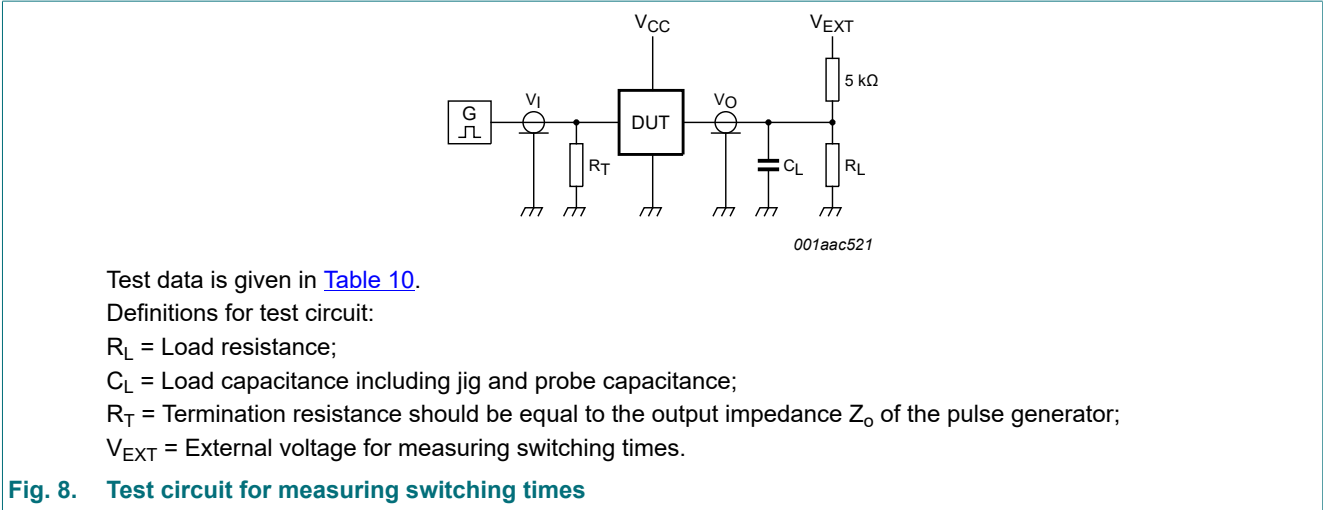 VCC
VEXT
5 kΩ
G
VI
DUT
VO
RT
CL
RL
001aac521
Test data is given in Table 10.
Definitions for test circuit:
RL = Load resistance;
CL = Load capacitance including jig and probe capacitance;
RT = Termination resistance should be equal to the output impedance Zo of the pulse generator;
VEXT = External voltage for measuring switching times.
Fig. 8. Test circuit for measuring switching times